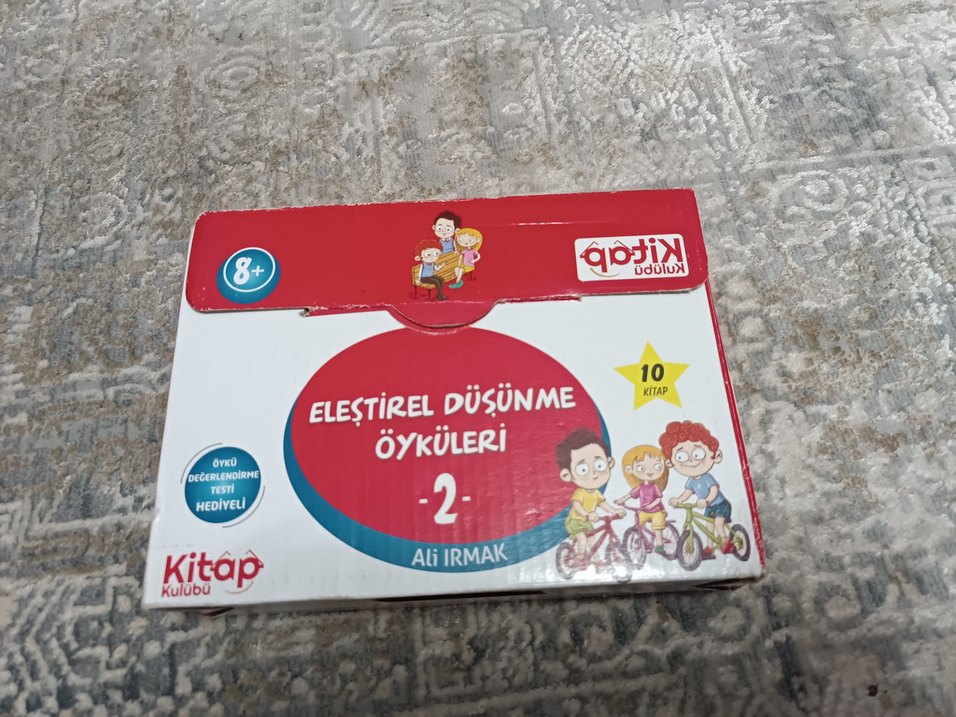 8+
Kitap
Kulübü
10
KİTAP
ELEŞTİREL DÜŞÜNME
ÖYKÜLERİ
-2-
ALİ IRMAK
ÖYKÜ
DEĞERLENDİRME
TESTİ
HEDİYELİ
Kitap
Kulübü